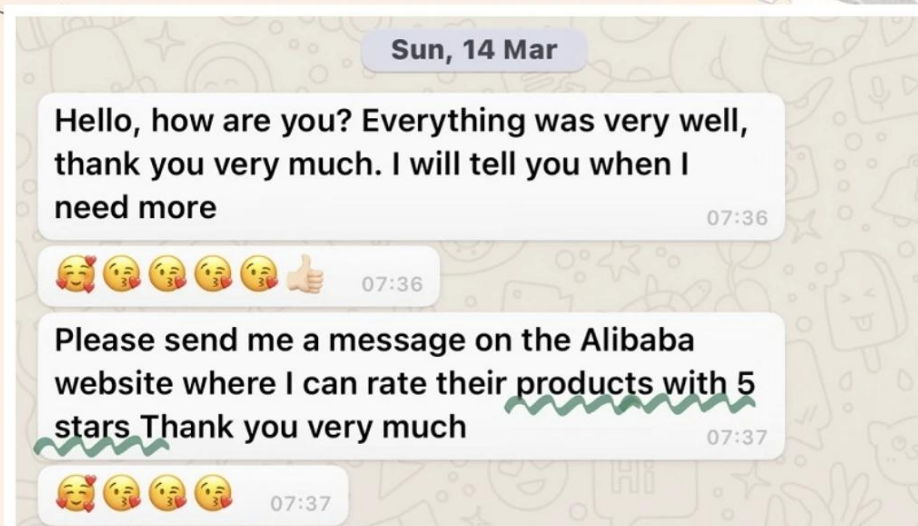 Sun, 14 Mar
Hello, how are you? Everything was very well,
thank you very much. I will tell you when I
need more
07:36
🥰😘😘😘😘👍🏻 07:36
Please send me a message on the Alibaba
website where I can rate their products with 5
stars Thank you very much
07:37
🥰😘😘😘 07:37